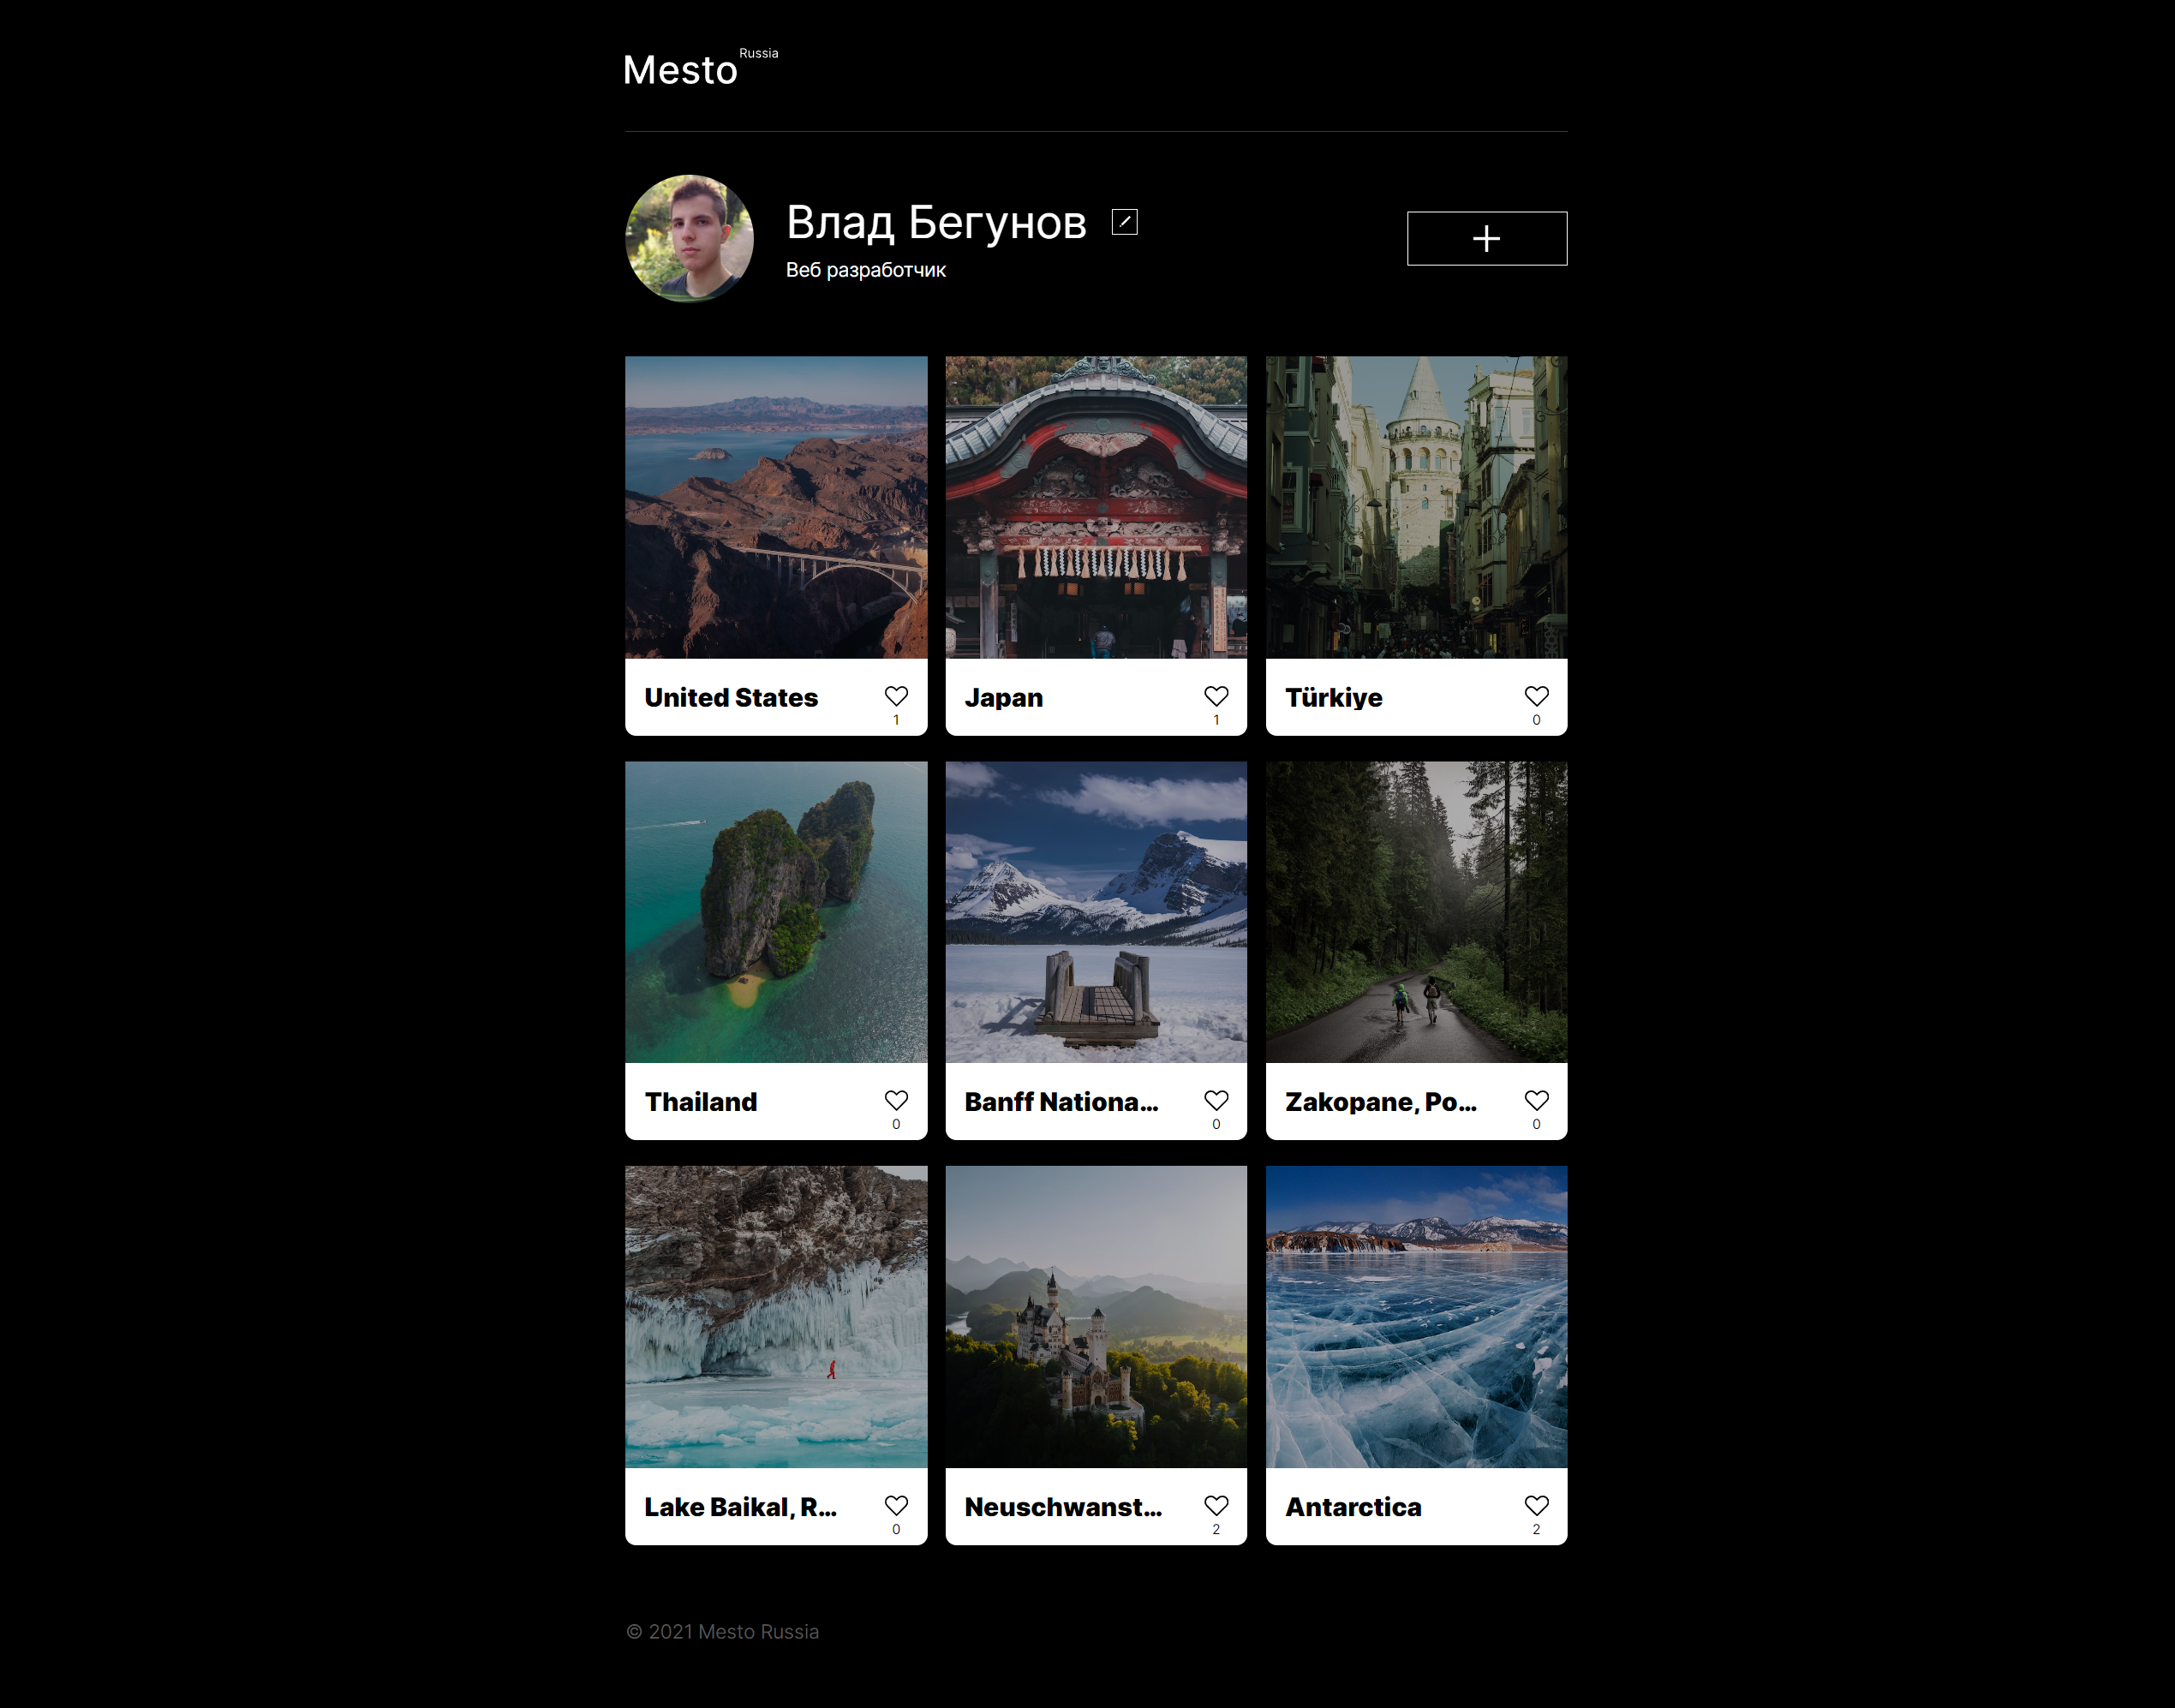 Mesto Russia
Влад Бегунов
Веб разработчик
United States
1
Japan
1
Türkiye
0
Thailand
0
Banff Nationa...
0
Zakopane, Po...
0
Lake Baikal, R...
0
Neuschwanst...
2
Antarctica
2
© 2021 Mesto Russia